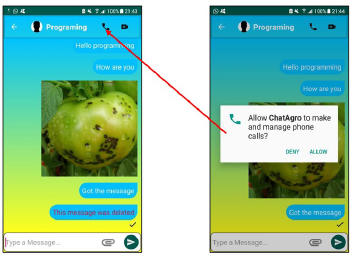 100% 21:43
Programing
Hello programming
How are you
Got the message
This message was deleted
Type a Message...
100% 21:44
Programing
Hello programming
How are you
Allow ChatAgro to make
and manage phone
calls?
DENY ALLOW
Got the message
Type a Message...